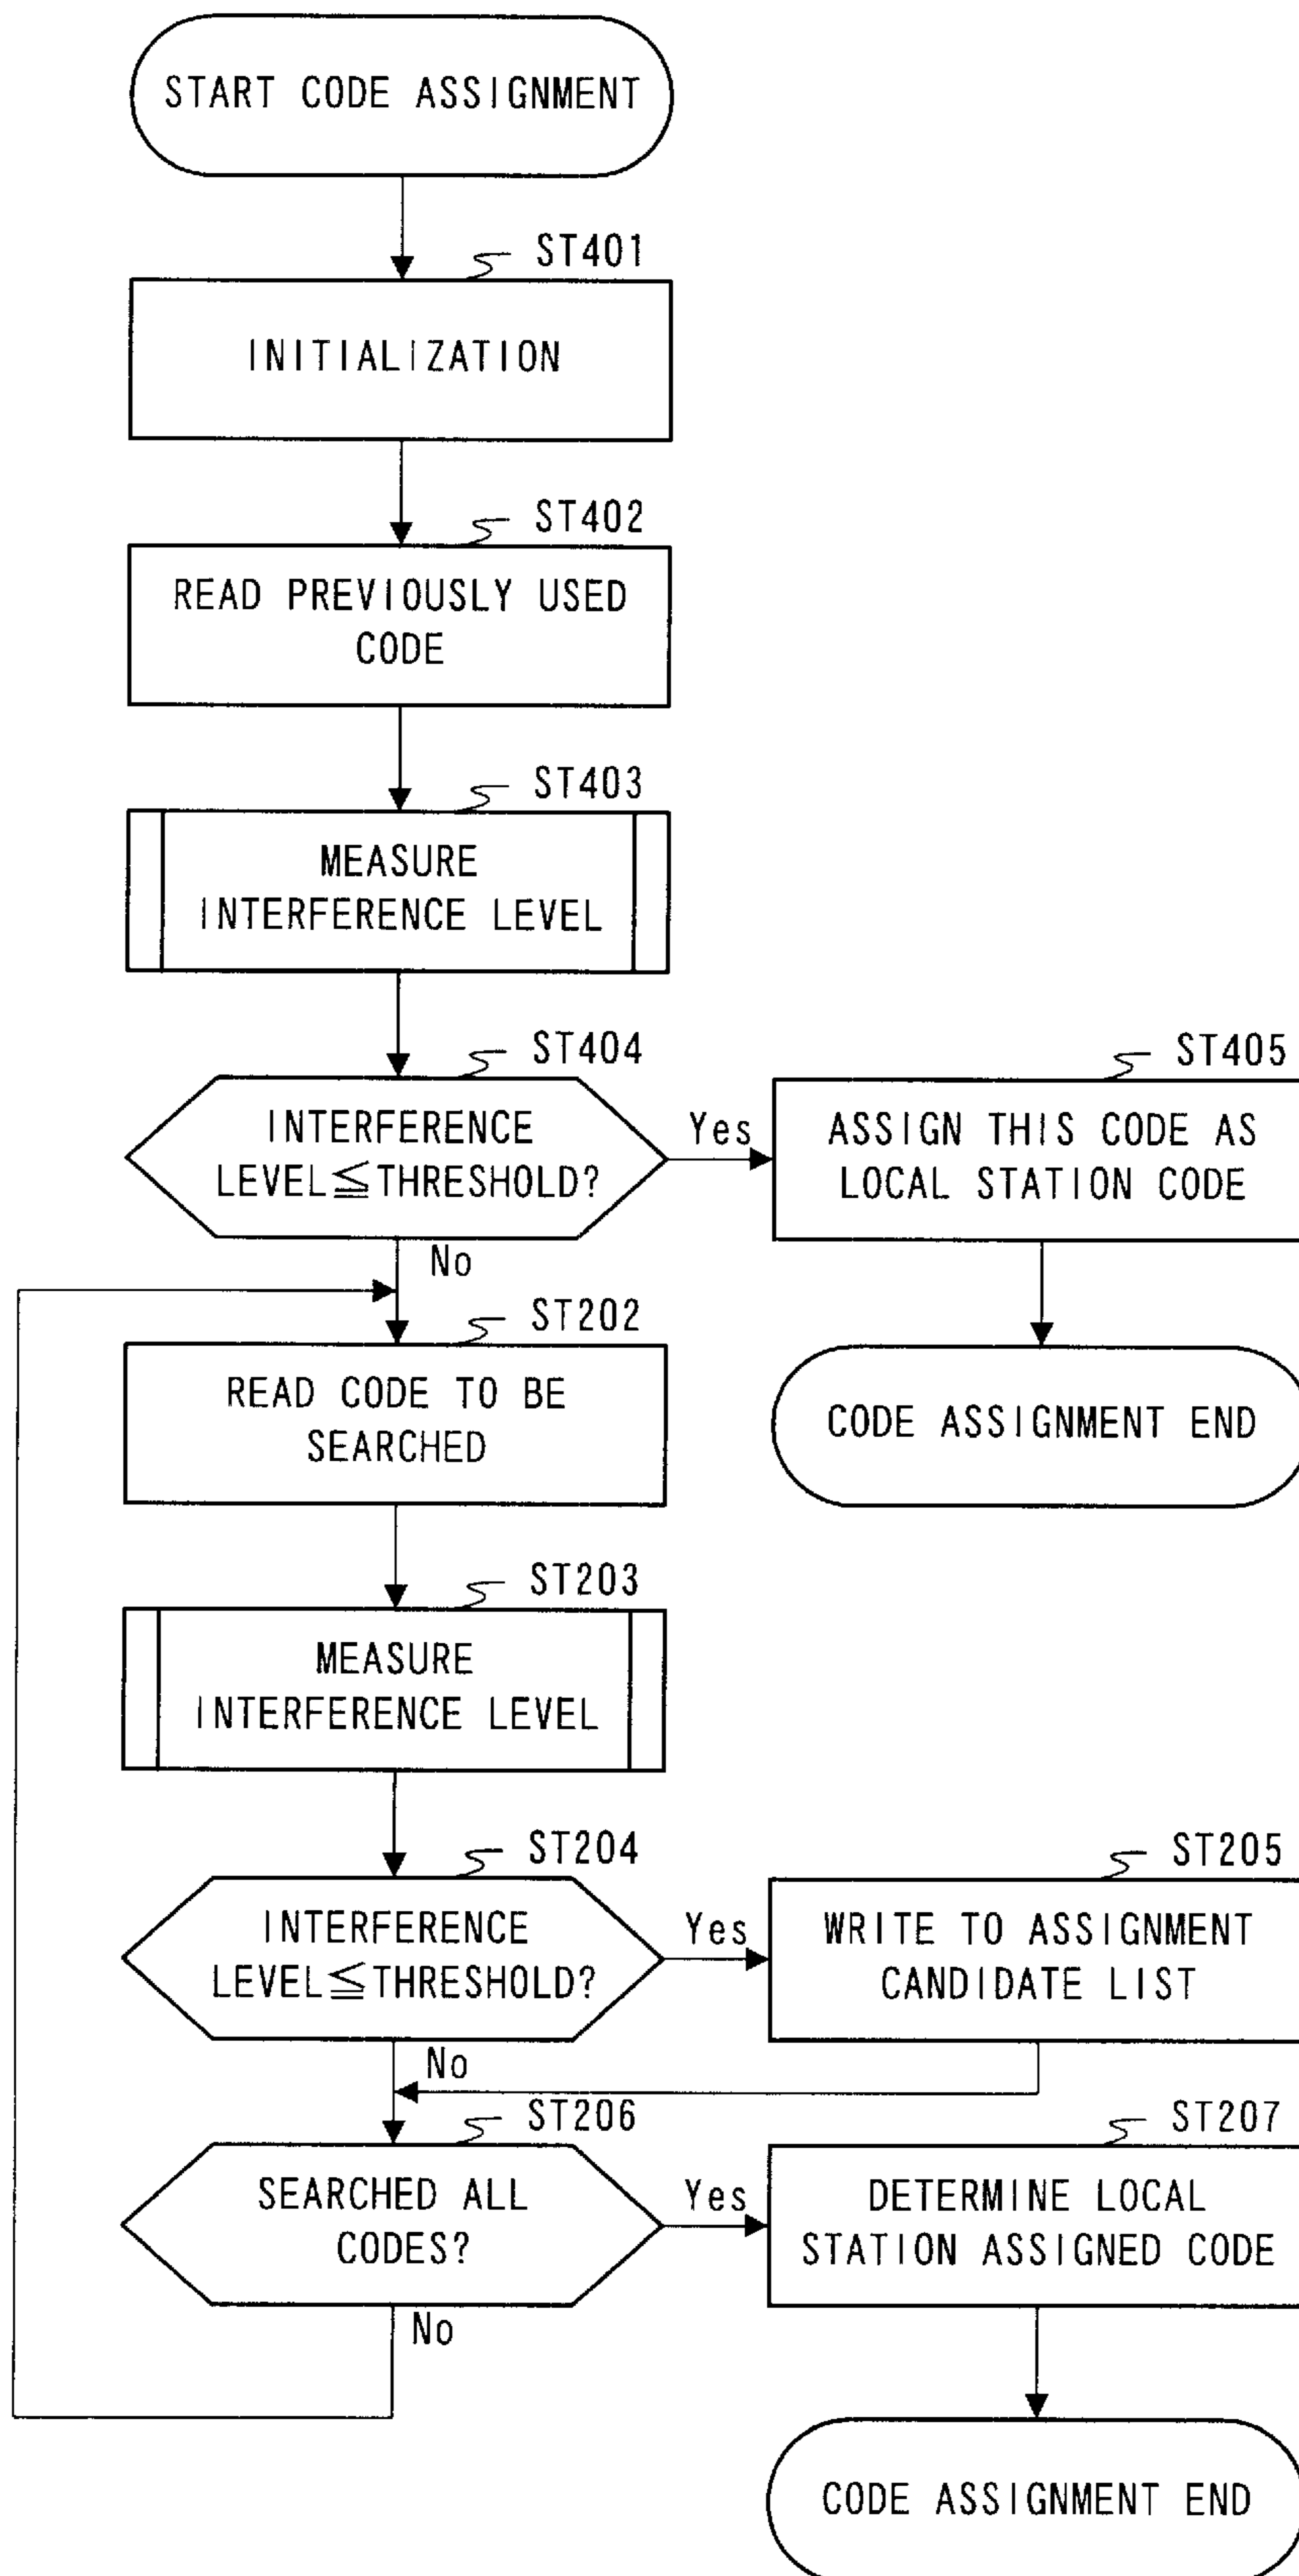 START CODE ASSIGNMENT
ST401
INITIALIZATION
ST402
READ PREVIOUSLY USED
CODE
ST403
MEASURE
INTERFERENCE LEVEL
ST404
INTERFERENCE
LEVEL≦THRESHOLD?
Yes
ST405
ASSIGN THIS CODE AS
LOCAL STATION CODE
No
CODE ASSIGNMENT END
ST202
READ CODE TO BE
SEARCHED
ST203
MEASURE
INTERFERENCE LEVEL
ST204
INTERFERENCE
LEVEL≦THRESHOLD?
Yes
ST205
WRITE TO ASSIGNMENT
CANDIDATE LIST
No
ST206
SEARCHED ALL
CODES?
Yes
ST207
DETERMINE LOCAL
STATION ASSIGNED CODE
No
CODE ASSIGNMENT END